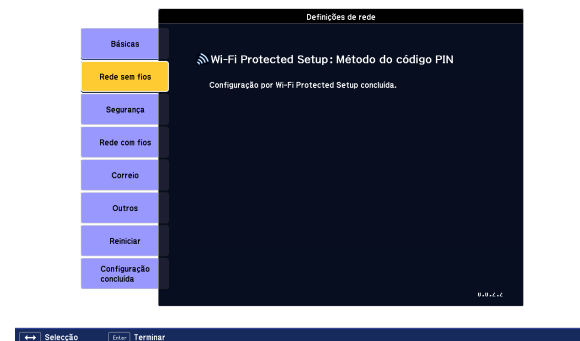 Definições de rede
Básicas
Rede sem fios
Segurança
Rede com fios
Correio
Outros
Reiniciar
Configuração
concluída
Wi-Fi Protected Setup: Método do código PIN
Configuração por Wi-Fi Protected Setup concluída.
Selecção Enter Terminar